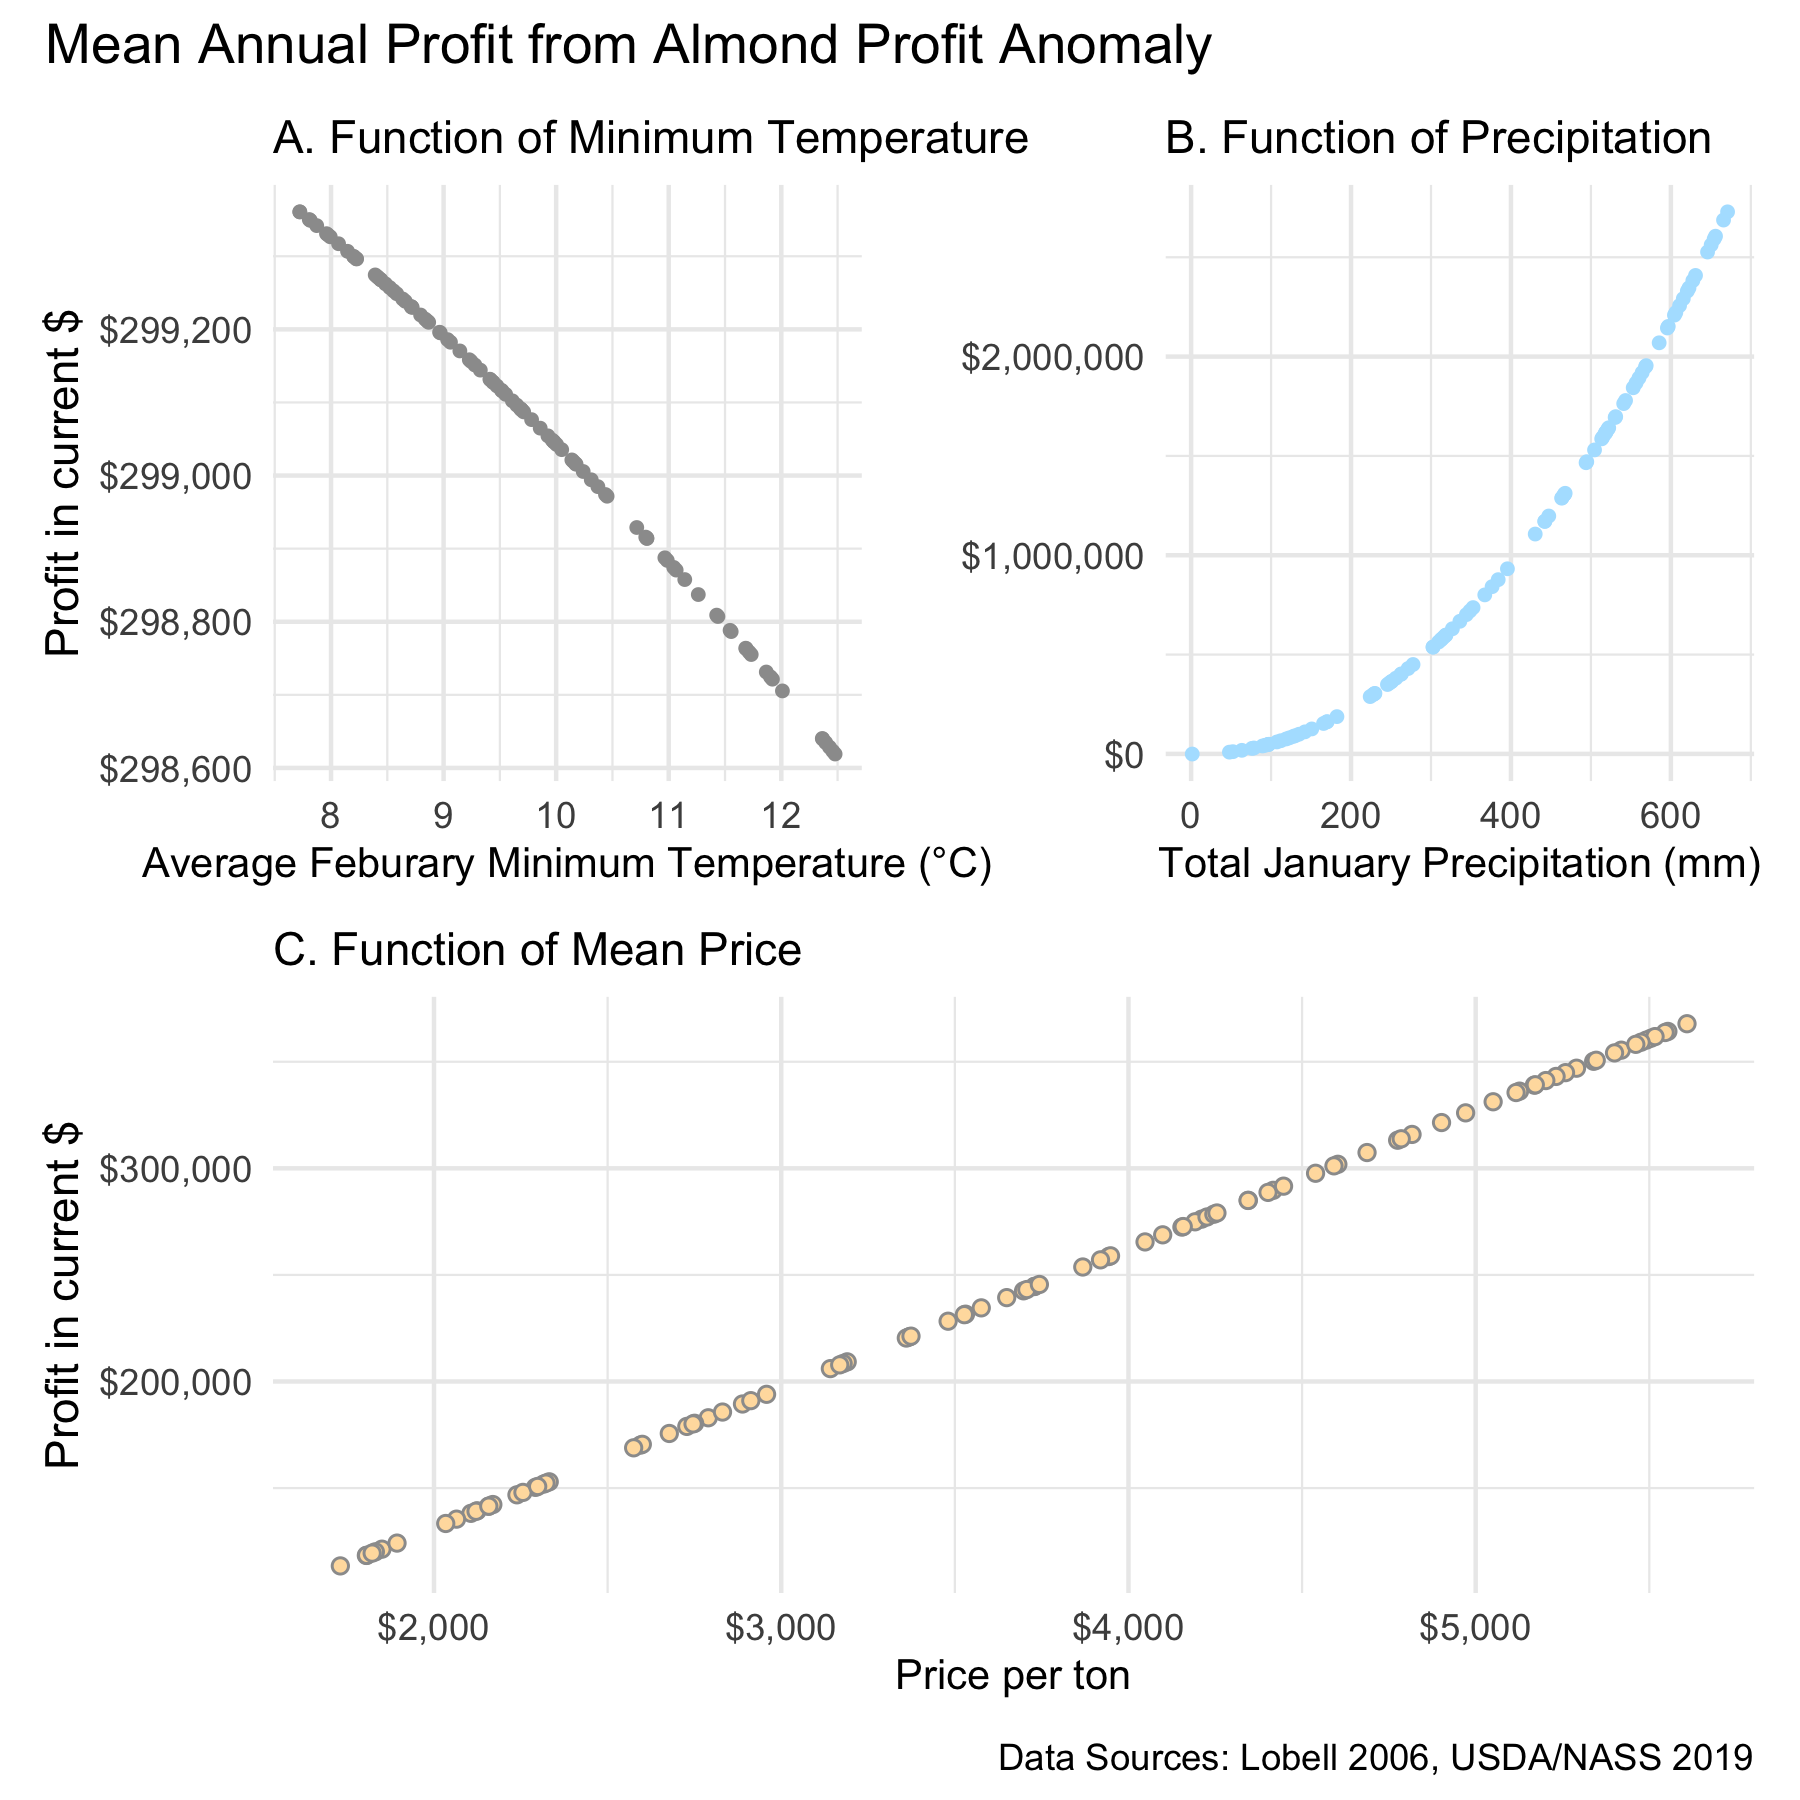 Mean Annual Profit from Almond Profit Anomaly
A. Function of Minimum Temperature
Profit in current $
$299,200
$299,000
$298,800
$298,600
8 9 10 11 12
Average Feburary Minimum Temperature (°C)
B. Function of Precipitation
$2,000,000
$1,000,000
$0
0 200 400 600
Total January Precipitation (mm)
C. Function of Mean Price
Profit in current $
$300,000
$200,000
$2,000 $3,000 $4,000 $5,000
Price per ton
Data Sources: Lobell 2006, USDA/NASS 2019